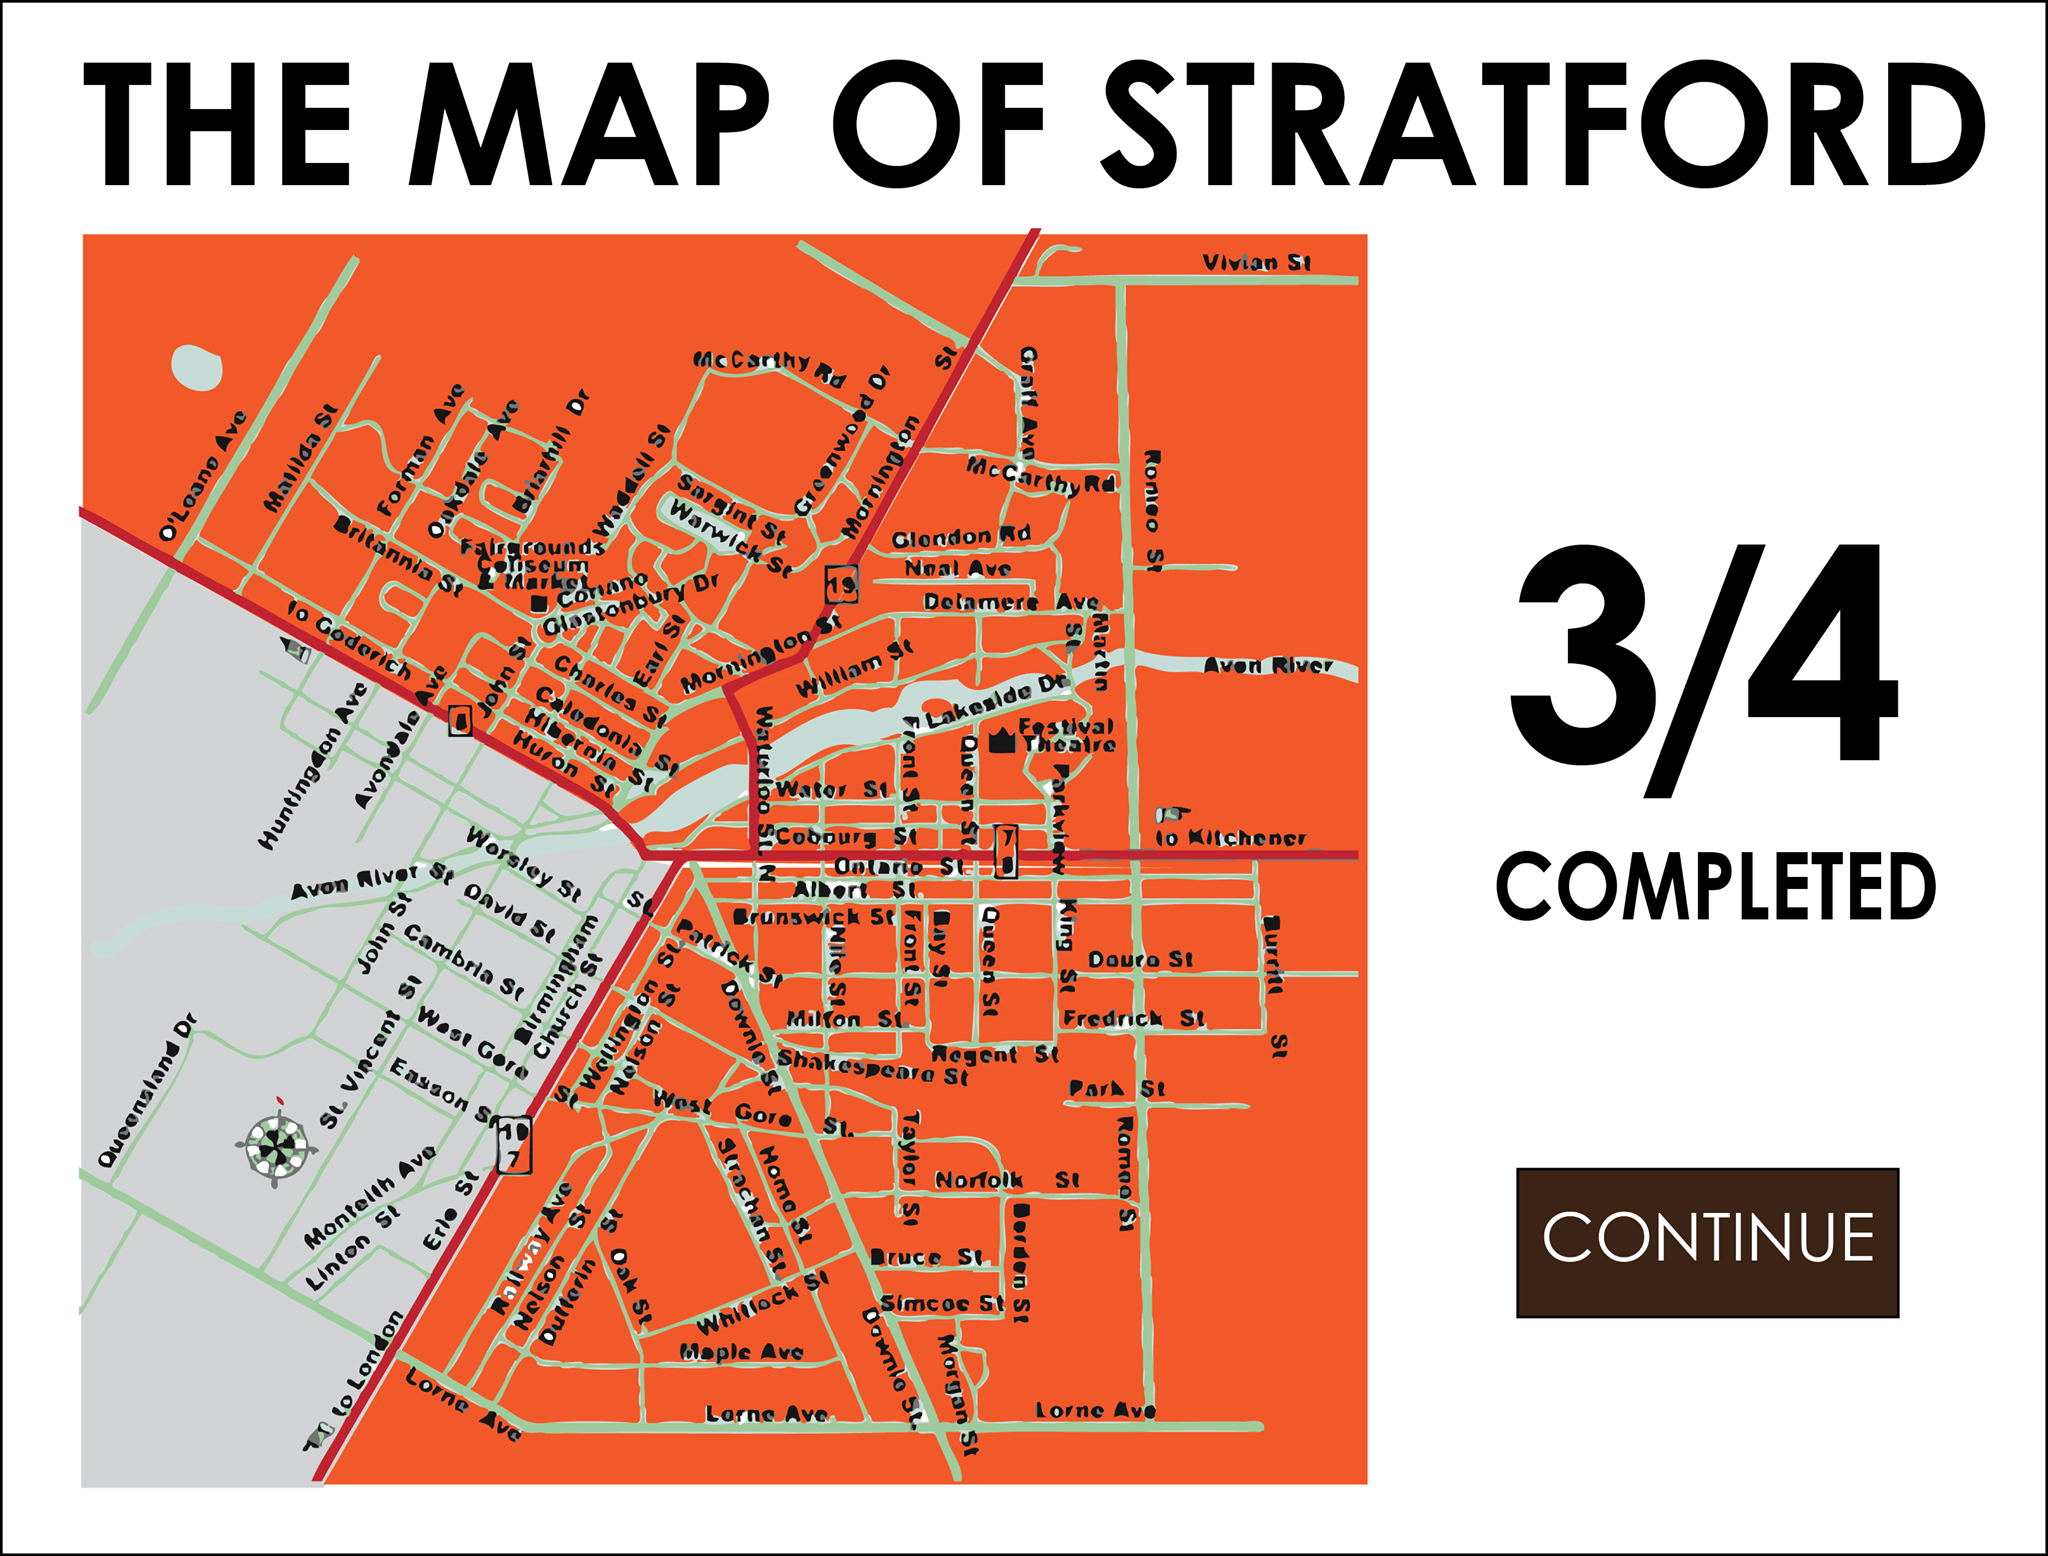 THE MAP OF STRATFORD
Vivian St
McCarthy Rd
St
Graff Ave
Greenwood Dr
O'Loane Ave
Matilda St
Forman Ave
Oakdale Ave
Briarhill Dr
Waddell St
Mornington
McCarthy Rd
Romeo St
Sargint St
Warwick St
Britannia St
Fairgrounds
Coliseum
& Market
Glendon Rd
Neal Ave
19
Coriano
Glastonbury Dr
Delamere Ave
to Goderich
John St
Earl St
Mornington St
William St
St
Martin
Avon River
Charles St
Caledonia St
Hibernia St
Huron St
8
Avondale Ave
Huntingdon Ave
Waterloo St. N
Lakeside Dr
Front St
Queen St
Festival
Theatre
Parkview
Water St
Cobourg St
7
8
to Kitchener
Ontario St
Albert St
Brunswick St
Worsley St
Avon River St
David St
John St
Cambria St
Birmingham
Church St
St.
Patrick St
Nile St
Front St
Bay St
Queen St
King St
Douro St
Burritt St
St. Vincent St
West Gore
Easson St
Wellington St
Nelson St
Downie St
Milton St
Fredrick St
Shakespeare St
Regent St
Park St
Queensland Dr
St
West Gore St.
10
7
Taylor St
Romeo St
Monteith Ave
Linton St
Erie St
Strachan St
Home St
Norfolk St
Borden St
Railway Ave
Nelson St
Dufferin St
Oak St
Whitlock St
Bruce St
Simcoe St
Maple Ave
Downie St.
Morgan St
to London
Lorne Ave
Lorne Ave
Lorne Ave
3/4
COMPLETED
CONTINUE